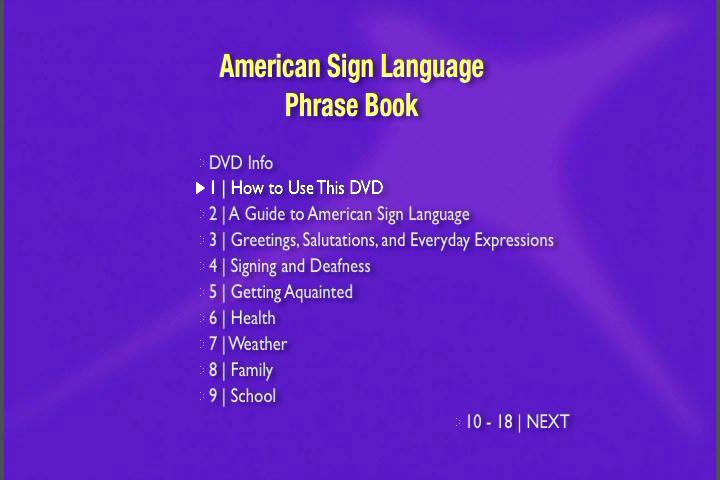 American Sign Language
Phrase Book
DVD Info
1 | How to Use This DVD
2 | A Guide to American Sign Language
3 | Greetings, Salutations, and Everyday Expressions
4 | Signing and Deafness
5 | Getting Aquainted
6 | Health
7 | Weather
8 | Family
9 | School
10 - 18 | NEXT